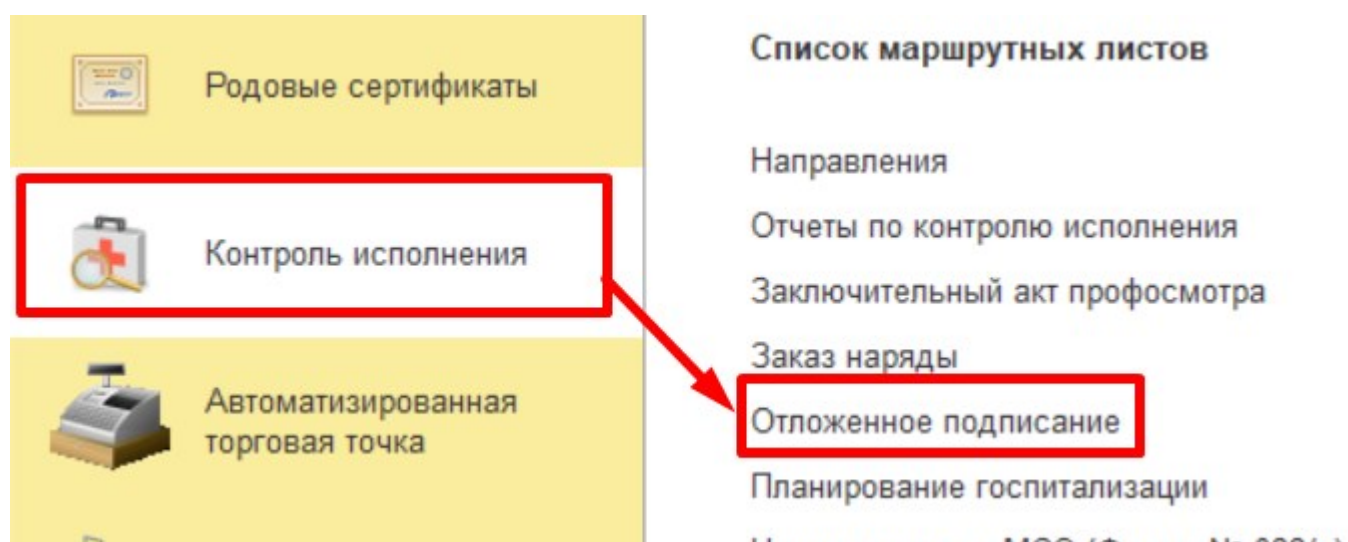 Родовые сертификаты
Контроль исполнения
Автоматизированная
торговая точка
Список маршрутных листов
Направления
Отчеты по контролю исполнения
Заключительный акт профосмотра
Заказ наряды
Отложенное подписание
Планирование госпитализации